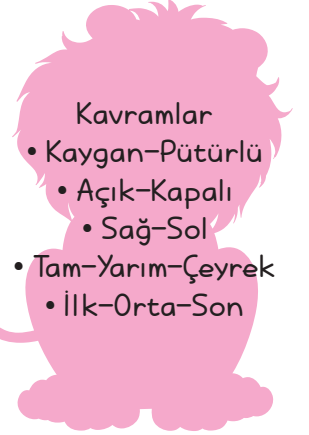 Kavramlar
• Kaygan-Pütürlü
• Açık-Kapalı
• Sağ-Sol
• Tam-Yarım-Çeyrek
• İlk-Orta-Son